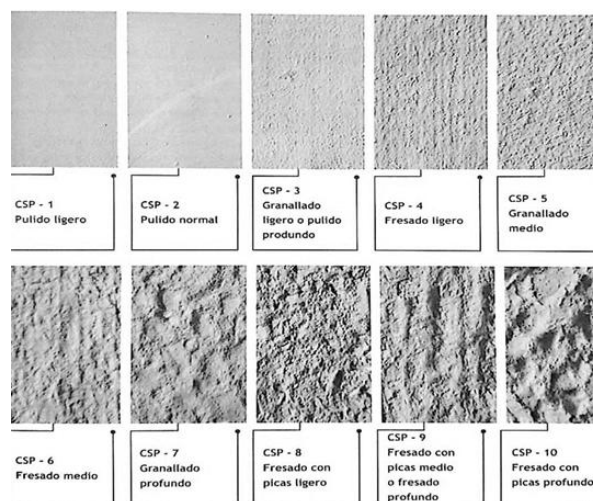 CSP - 1
Pulido ligero
CSP - 2
Pulido normal
CSP - 3
Granallado
ligero o pulido
produndo
CSP - 4
Fresado ligero
CSP - 5
Granallado
medio
CSP - 6
Fresado medio
CSP - 7
Granallado
profundo
CSP - 8
Fresado con
picas ligero
CSP - 9
Fresado con
picas medio
o fresado
profundo
CSP - 10
Fresado con
picas profundo